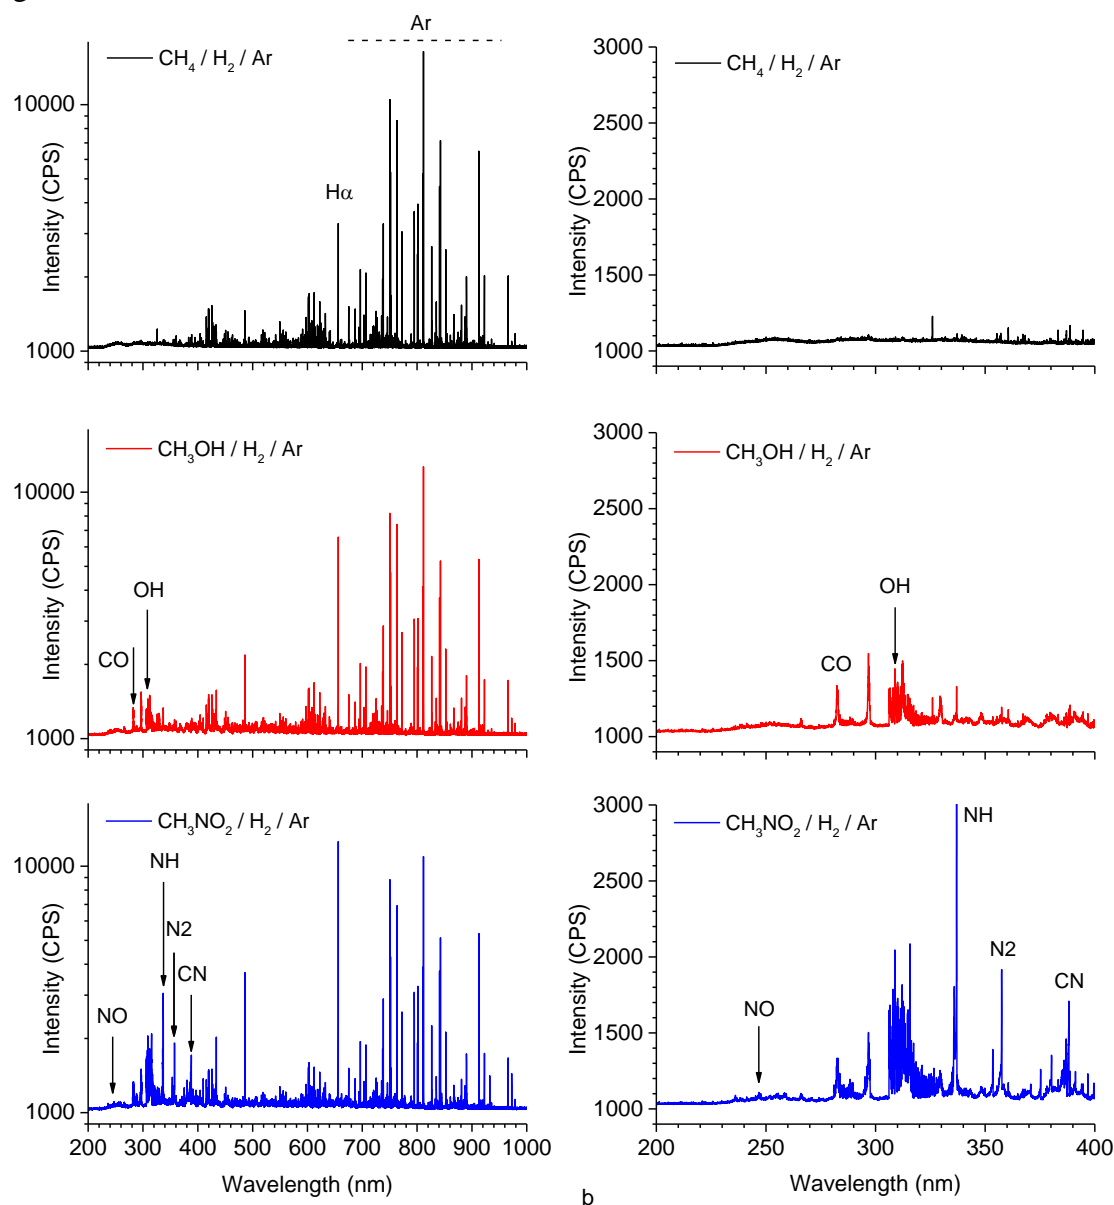 Ar
CH4 / H2 / Ar
10000
Hα
1000
Intensity (CPS)
3000
CH4 / H2 / Ar
2500
2000
1500
1000
Intensity (CPS)
CH3OH / H2 / Ar
10000
OH
CO
1000
Intensity (CPS)
3000
CH3OH / H2 / Ar
2500
2000
OH
1500
CO
1000
Intensity (CPS)
CH3NO2 / H2 / Ar
10000
NH
N2
CN
NO
1000
Intensity (CPS)
200 300 400 500 600 700 800 900 1000
Wavelength (nm)
3000
CH3NO2 / H2 / Ar
NH
2500
2000
N2
CN
NO
1500
1000
Intensity (CPS)
200 250 300 350 400
Wavelength (nm)
b